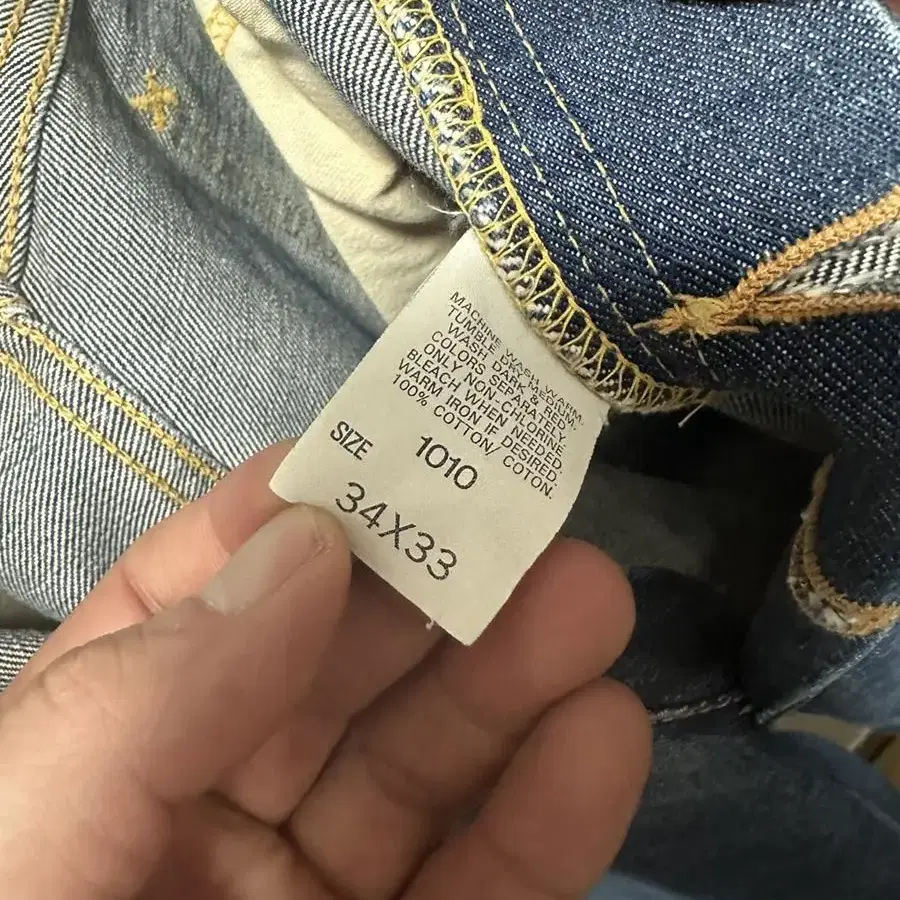 MACHINE WASH WARM.
TUMBLE DRY MEDIUM.
WASH DARK &
COLORS SEPARATELY.
ONLY NON CHLORINE
BLEACH WHEN NEEDED.
WARM IRON IF DESIRED.
100% COTTON/ COTON.
SIZE 1010
34X33